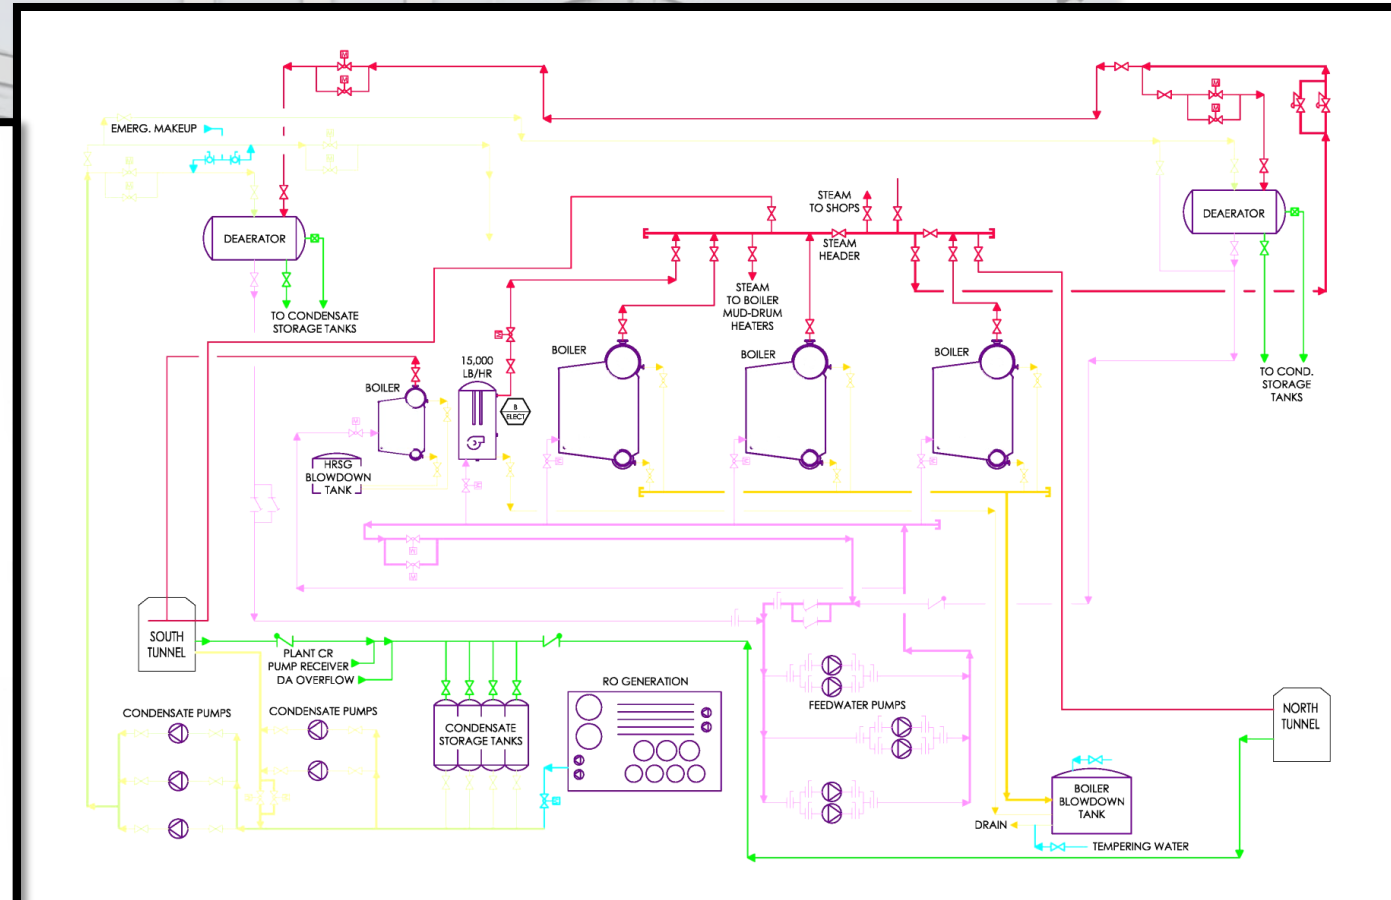 EMERG. MAKEUP
STEAM
TO SHOPS
DEAERATOR
DEAERATOR
STEAM
HEADER
STEAM
TO BOILER
MUD-DRUM
HEATERS
TO CONDENSATE
STORAGE TANKS
15,000
LB/HR
BOILER
BOILER
BOILER
BOILER
TO COND.
STORAGE
TANKS
B
ELECT
HRSG
BLOWDOWN
TANK
SOUTH
TUNNEL
PLANT CR
PUMP RECEIVER
DA OVERFLOW
RO GENERATION
CONDENSATE PUMPS
CONDENSATE PUMPS
CONDENSATE
STORAGE TANKS
FEEDWATER PUMPS
NORTH
TUNNEL
BOILER
BLOWDOWN
TANK
DRAIN
TEMPERING WATER